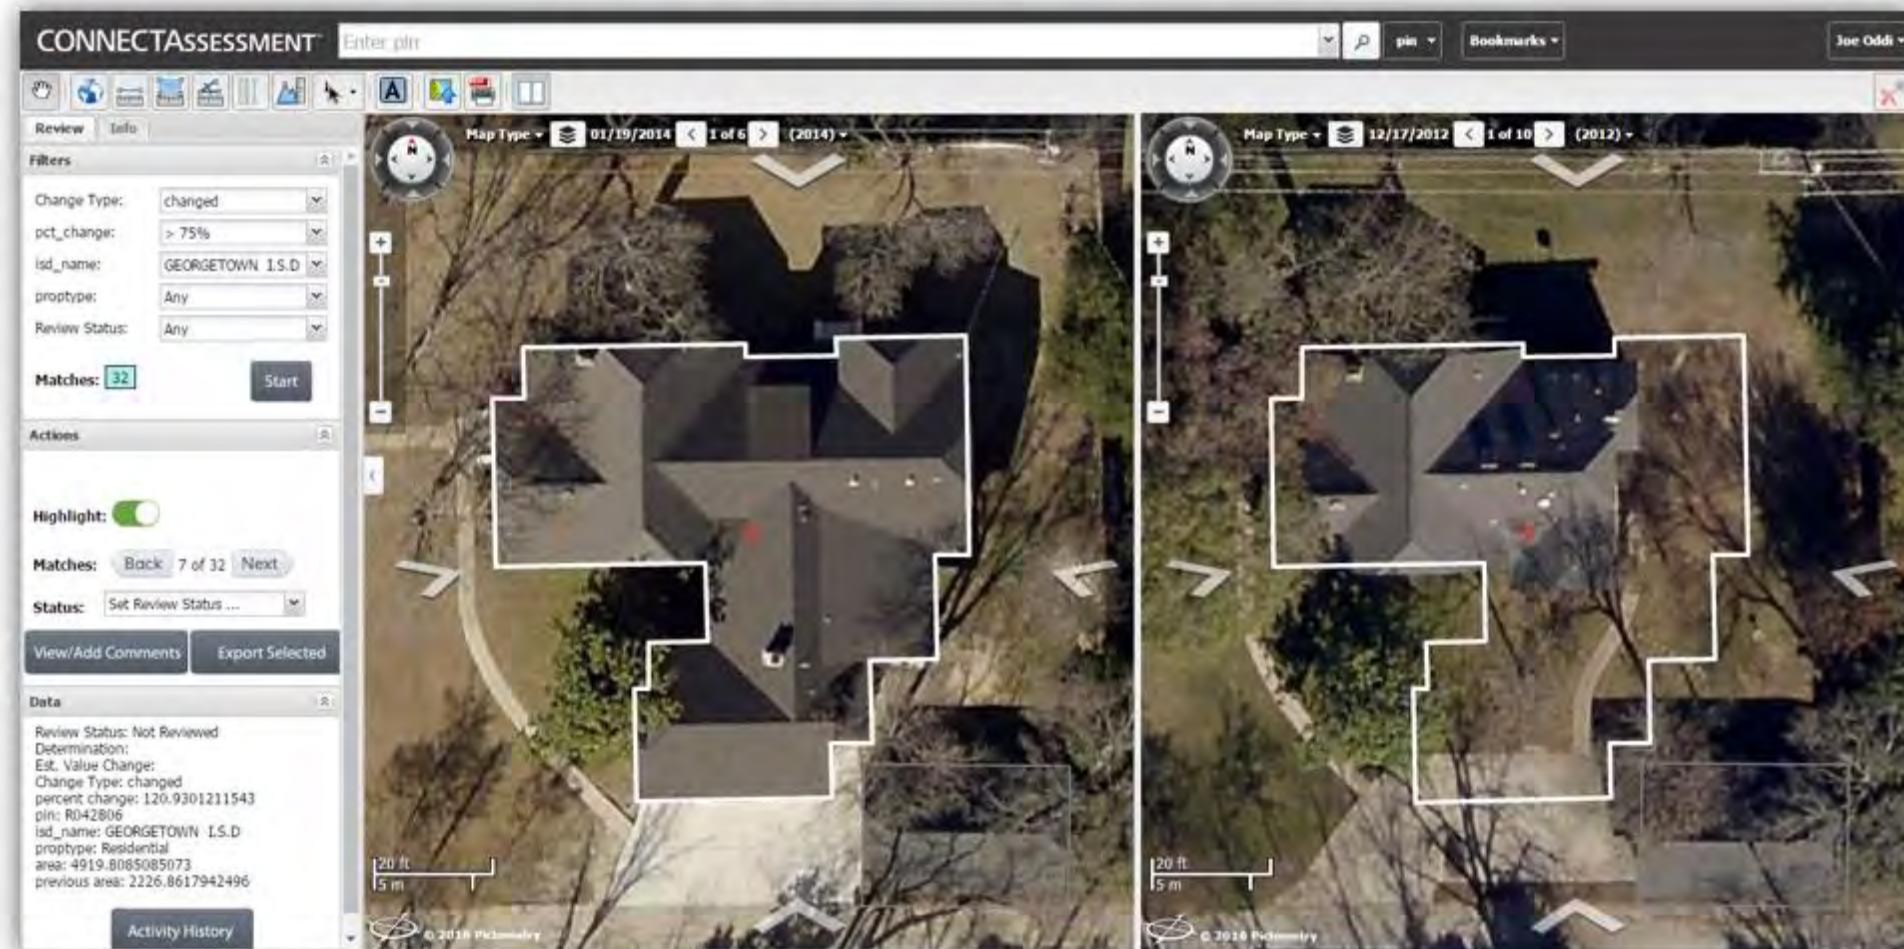 CONNECTASSESSMENT
Enter pin
pin
Bookmarks
Joe Oddi
A
Review Info
Filters
Change Type: changed
pct_change: > 75%
isd_name: GEORGETOWN I.S.D
proptype: Any
Review Status: Any
Matches: 32 Start
Actions
Highlight:
Matches: Back 7 of 32 Next
Status: Set Review Status ...
View/Add Comments Export Selected
Data
Review Status: Not Reviewed
Determination:
Est. Value Change:
Change Type: changed
percent change: 120.9301211543
pin: R042806
isd_name: GEORGETOWN I.S.D
proptype: Residential
area: 4919.8085085073
previous area: 2226.8617942496
Activity History
N
Map Type 01/19/2014 < 1 of 6 > (2014)
20 ft
5 m
© 2016 Pictometry
N
Map Type 12/17/2012 < 1 of 10 > (2012)
20 ft
5 m
© 2016 Pictometry